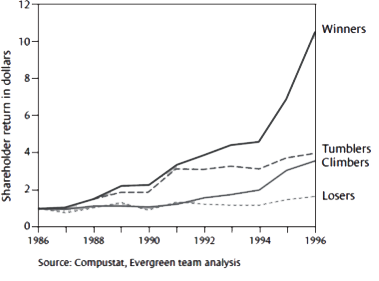 Shareholder return in dollars
12
10
8
6
4
2
0
1986
1988
1990
1992
1994
1996
Winners
Tumblers
Climbers
Losers
Source: Compustat, Evergreen team analysis